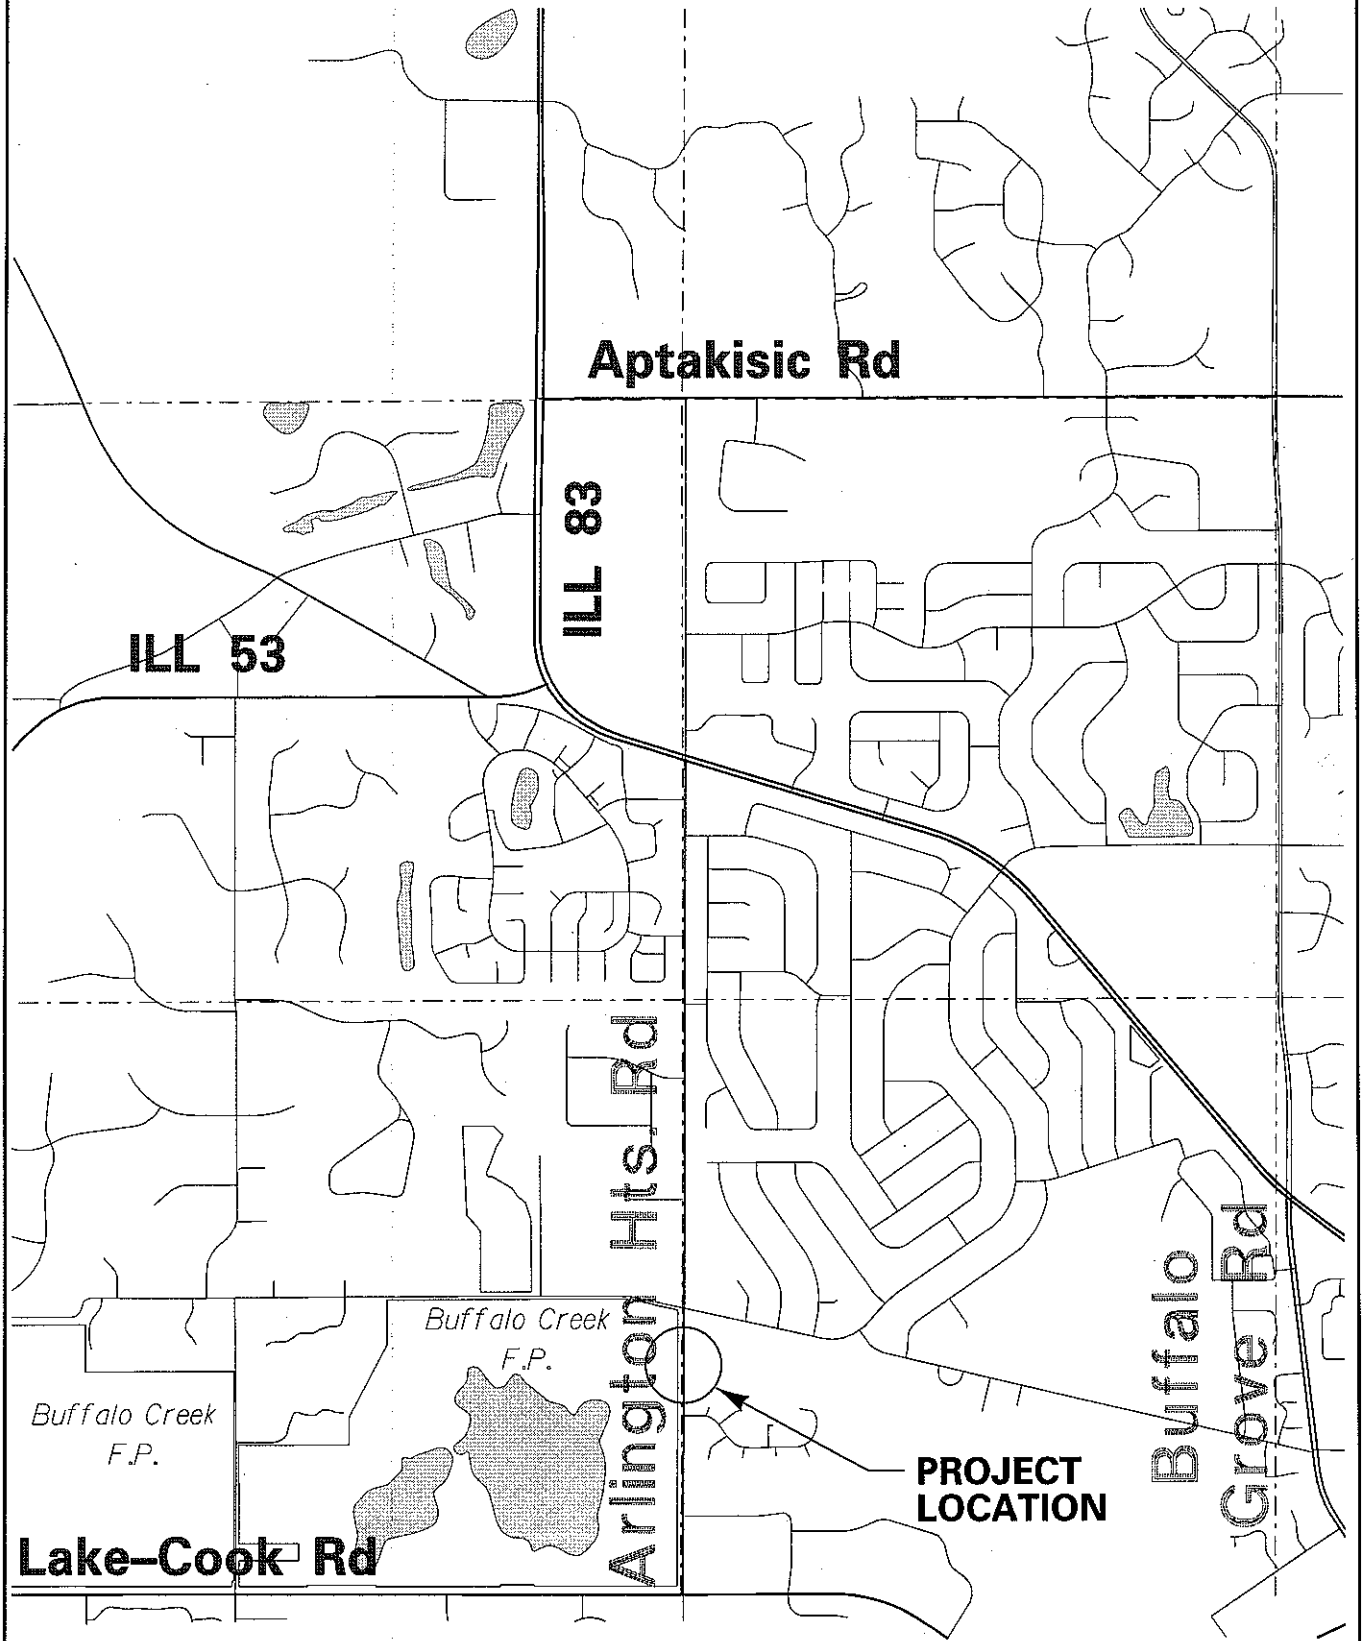 Aptakisic Rd
ILL 83
ILL 53
Arlington Hts. Rd
Buffalo Creek
F.P.
Buffalo Creek
F.P.
Buffalo
Grove Rd
PROJECT
LOCATION
Lake–Cook Rd